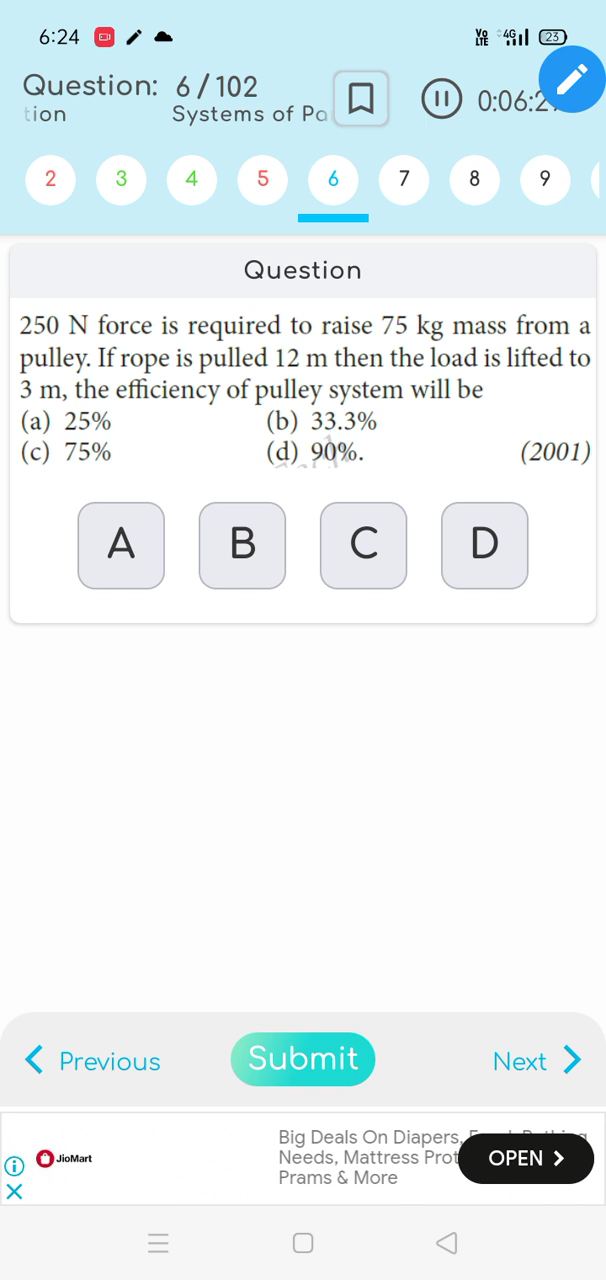 6:24 VoLTE 4G 23
Question: 6/102
0:06:2
tion Systems of Pa
2 3 4 5 6 7 8 9
Question
250 N force is required to raise 75 kg mass from a
pulley. If rope is pulled 12 m then the load is lifted to
3 m, the efficiency of pulley system will be
(a) 25% (b) 33.3%
(c) 75% (d) 90%. (2001)
A B C D
Previous Submit Next
Big Deals On Diapers,
JioMart Needs, Mattress Prot OPEN
Prams & More